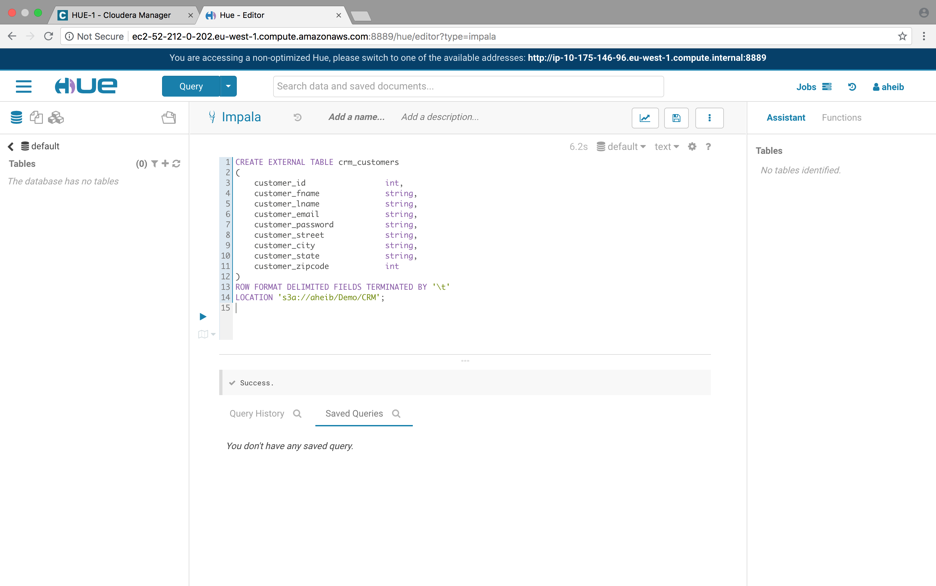 HUE-1 - Cloudera Manager
Hue - Editor
Not Secure ec2-52-212-0-202.eu-west-1.compute.amazonaws.com:8889/hue/editor?type=impala
You are accessing a non-optimized Hue, please switch to one of the available addresses: http://ip-10-175-146-96.eu-west-1.compute.internal:8889
HUE
Query
Search data and saved documents...
Jobs
aheib
Impala
Add a name...
Add a description...
Assistant
Functions
default
Tables (0)
The database has no tables
6.2s default text ?
Tables
No tables identified.
1 CREATE EXTERNAL TABLE crm_customers
2 (
3 customer_id int,
4 customer_fname string,
5 customer_lname string,
6 customer_email string,
7 customer_password string,
8 customer_street string,
9 customer_city string,
10 customer_state string,
11 customer_zipcode int
12 )
13 ROW FORMAT DELIMITED FIELDS TERMINATED BY '\t'
14 LOCATION 's3a://aheib/Demo/CRM';
15
...
Success.
Query History
Saved Queries
You don't have any saved query.